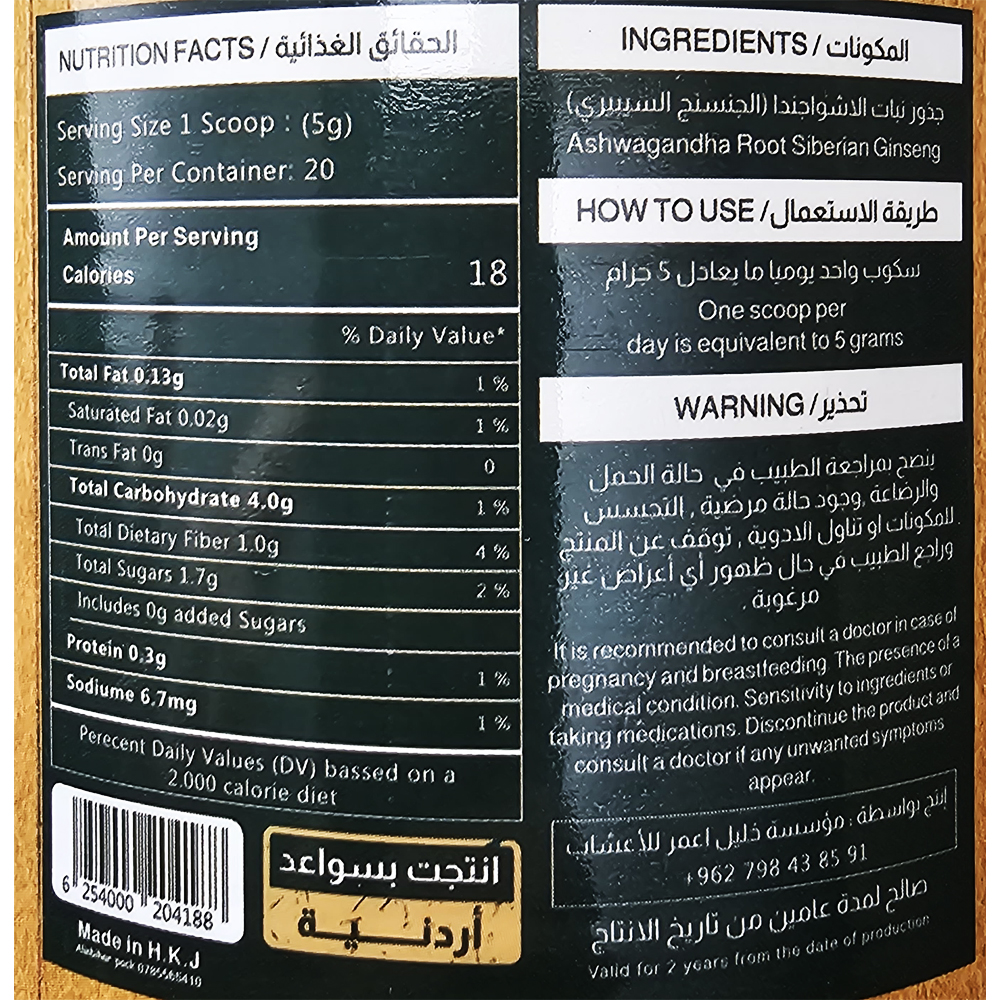 NUTRITION FACTS / الحقائق الغذائية
Serving Size 1 Scoop : (5g)
Serving Per Container: 20
Amount Per Serving
Calories 18
% Daily Value*
Total Fat 0.13g 1 %
Saturated Fat 0.02g 1 %
Trans Fat 0g 0
Total Carbohydrate 4.0g 1 %
Total Dietary Fiber 1.0g 4 %
Total Sugars 1.7g 2 %
Includes 0g added Sugars
Protein 0.3g 1 %
Sodiume 6.7mg 1 %
Perecent Daily Values (DV) bassed on a
2.000 calorie diet
6 254000 204188
Made in H.K.J
pack 0785565410
انتجت بسواعد
أردنــيـة
INGREDIENTS / المكونات
جذور نبات الاشواجندا (الجنسنج السيبيري)
Ashwagandha Root Siberian Ginseng
HOW TO USE / طريقة الاستعمال
سكوب واحد يوميا ما يعادل 5 جرام
One scoop per
day is equivalent to 5 grams
WARNING / تحذير
ينصح بمراجعة الطبيب في حالة الحمل
والرضاعة ,وجود حالة مرضية , التحيسس
للمكونات او تناول الادوية , توقف عن المنتج
وراجع الطبيب في حال ظهور أي أعراض غير
مرغوبة .
It is recommended to consult a doctor in case of
pregnancy and breastfeeding. The presence of a
medical condition. Sensitivity to ingredients or
taking medications. Discontinue the product and
consult a doctor if any unwanted symptoms
appear.
انتج بواسطة : مؤسسة خليل اعمر للأعشاب
+962 798 43 85 91
صالح لمدة عامين من تاريخ الانتاج
Valid for 2 years from the date of production